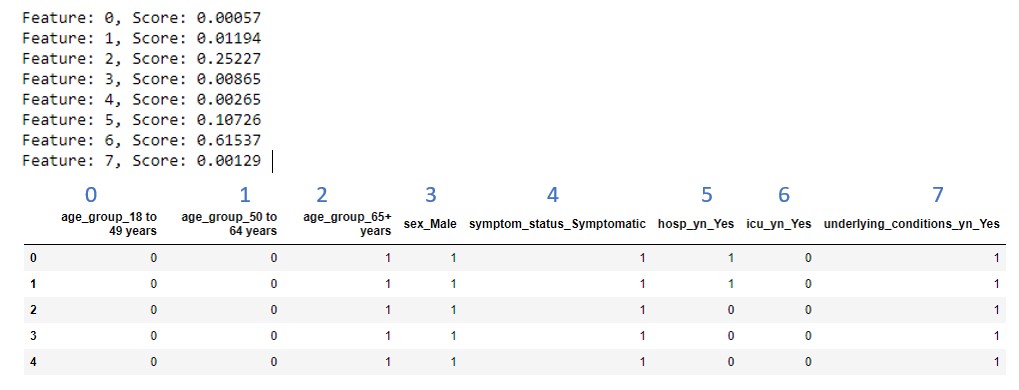 Feature: 0, Score: 0.00057
Feature: 1, Score: 0.01194
Feature: 2, Score: 0.25227
Feature: 3, Score: 0.00865
Feature: 4, Score: 0.00265
Feature: 5, Score: 0.10726
Feature: 6, Score: 0.61537
Feature: 7, Score: 0.00129
0 1 2 3 4 5 6 7
age_group_18 to age_group_50 to age_group_65+ sex_Male symptom_status_Symptomatic hosp_yn_Yes icu_yn_Yes underlying_conditions_yn_Yes
49 years 64 years years
0 0 0 1 1 1 1 0 1
1 0 0 1 1 1 1 0 1
2 0 0 1 1 1 0 0 1
3 0 0 1 1 1 0 0 1
4 0 0 1 1 1 0 0 1